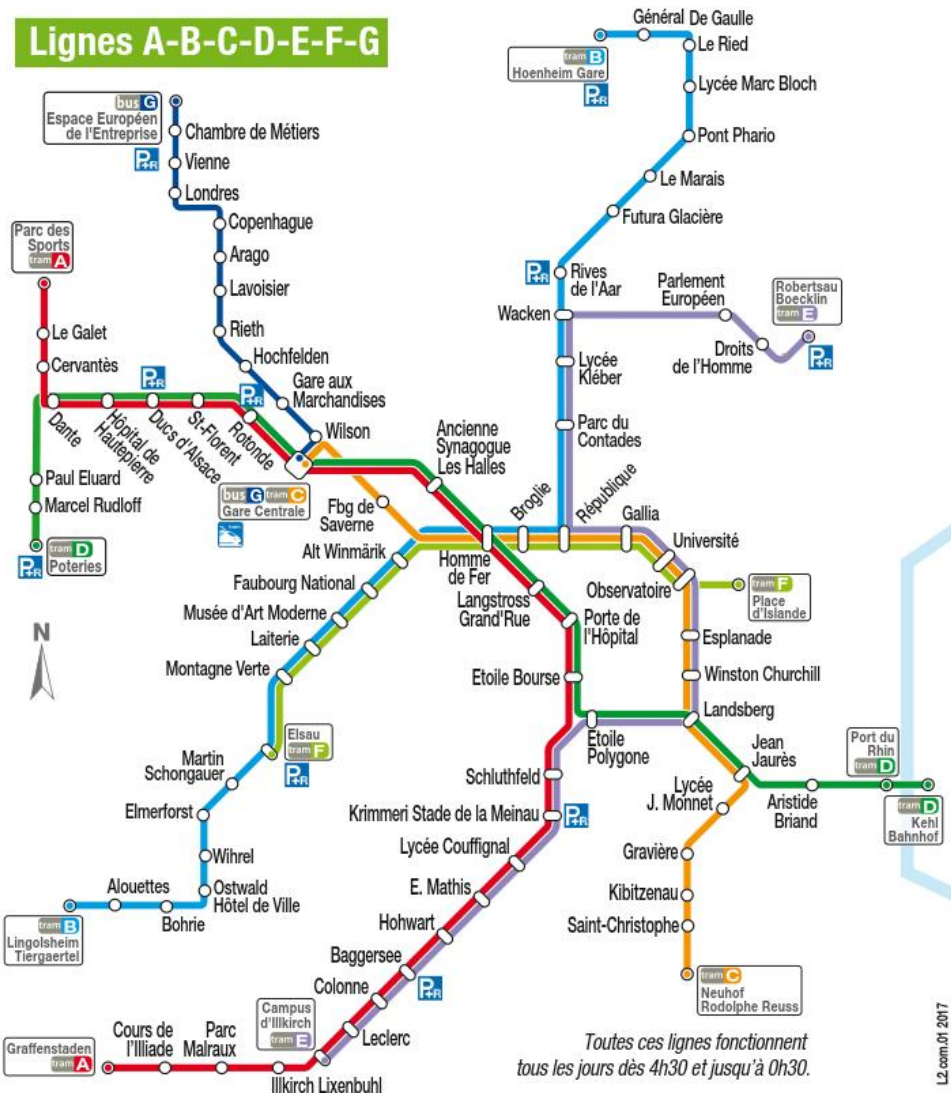 Lignes A-B-C-D-E-F-G
Général De Gaulle
Le Ried
tram B
Hoenheim Gare
P+R
Lycée Marc Bloch
Pont Phario
Le Marais
Futura Glacière
P+R
Rives
de l'Aar
bus G
Espace Européen
de l'Entreprise
P+R
Chambre de Métiers
Vienne
Londres
Copenhague
Arago
Lavoisier
Rieth
Hochfelden
Gare aux
Marchandises
Wilson
Parc des
Sports
tram A
Le Galet
Cervantès
Dante
Hôpital de
Hautepierre
P+R
Ducs d'Alsace
St-Florent
P+R
Rotonde
Paul Eluard
Marcel Rudloff
P+R
tram D
Poteries
bus G tram C
Gare Centrale
train
Wacken
Parlement
Européen
Droits
de l'Homme
Robertsau
Boecklin
tram E
P+R
Lycée
Kléber
Parc du
Contades
Ancienne
Synagogue
Les Halles
Fbg de
Saverne
Broglie
République
Gallia
Université
Observatoire
tram F
Place
d'Islande
Alt Winmärik
Homme
de Fer
Faubourg National
Musée d'Art Moderne
Laiterie
Montagne Verte
Langstross
Grand'Rue
Porte de
l'Hôpital
Esplanade
Winston Churchill
Etoile Bourse
Landsberg
Etoile
Polygone
N
Elsau
tram F
P+R
Martin
Schongauer
Elmerforst
Wihrel
Ostwald
Hôtel de Ville
Alouettes
Bohrie
tram B
Lingolsheim
Tiergaertel
Jean
Jaurès
Port du
Rhin
tram D
Aristide
Briand
tram D
Kehl
Bahnhof
Lycée
J. Monnet
Gravière
Kibitzenau
Saint-Christophe
tram C
Neuhof
Rodolphe Reuss
Schluthfeld
Krimmeri Stade de la Meinau
P+R
Lycée Couffignal
E. Mathis
Hohwart
Baggersee
P+R
Colonne
Leclerc
Campus
d'Illkirch
tram E
Graffenstaden
tram A
Cours de
l'Illiade
Parc
Malraux
Illkirch Lixenbuhl
Toutes ces lignes fonctionnent
tous les jours dès 4h30 et jusqu'à 0h30.
L2.com.01 2017